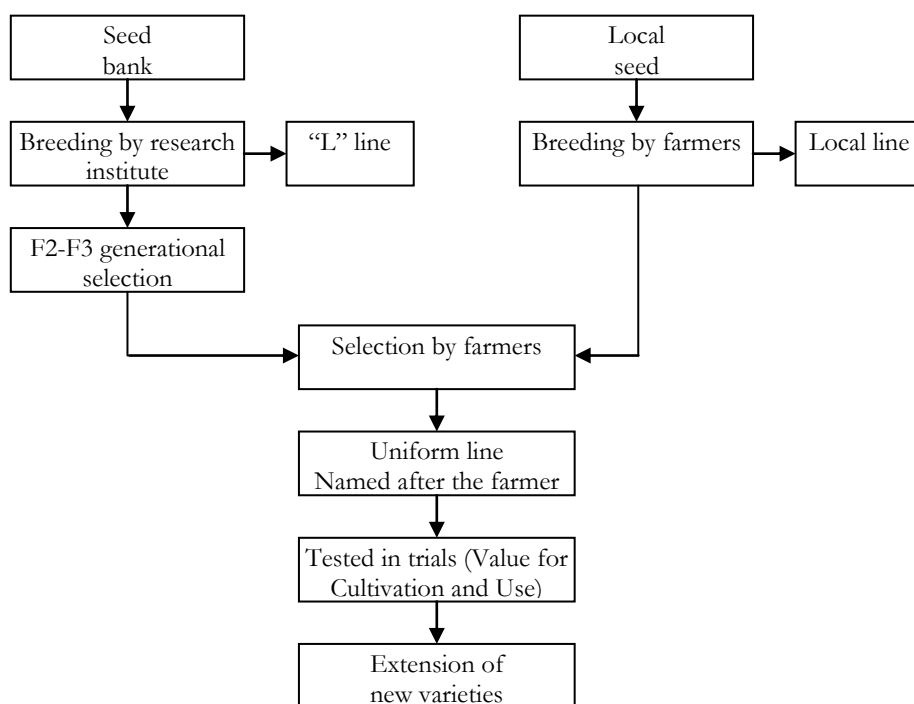 Seed
bank
Local
seed
Breeding by research
institute
“L” line
Breeding by farmers
Local line
F2-F3 generational
selection
Selection by farmers
Uniform line
Named after the farmer
Tested in trials (Value for
Cultivation and Use)
Extension of
new varieties